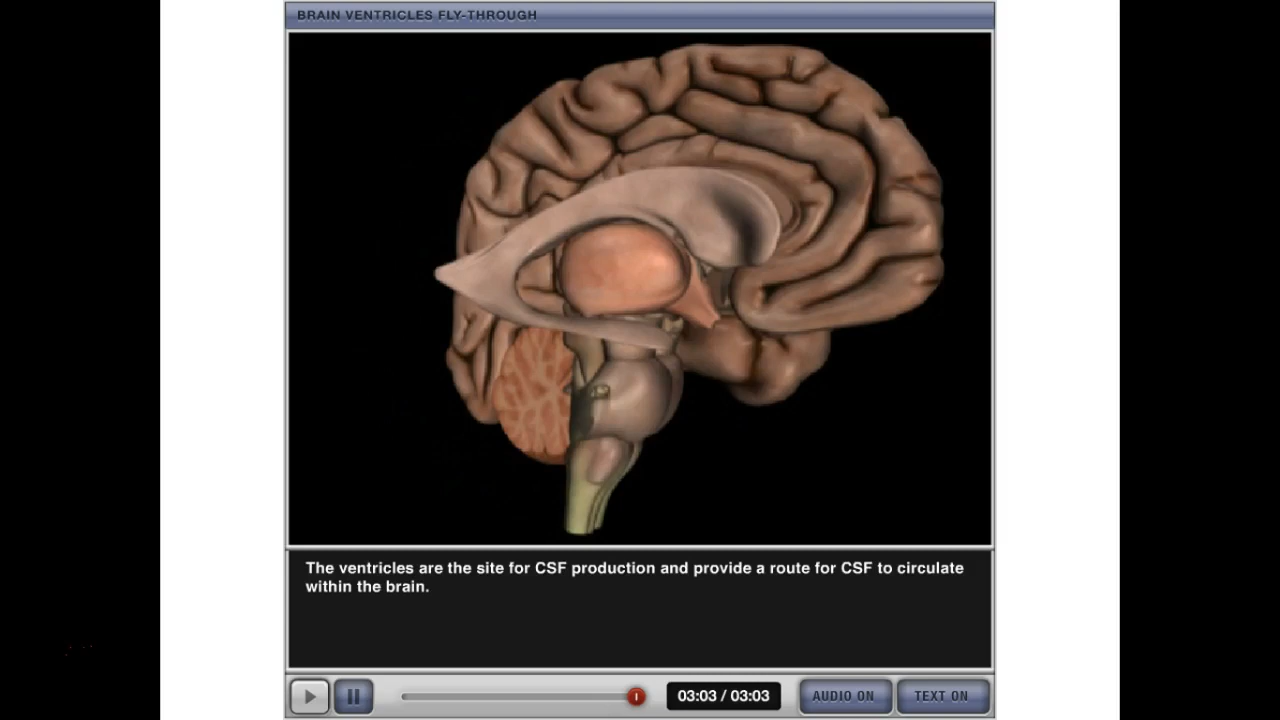 BRAIN VENTRICLES FLY-THROUGH
The ventricles are the site for CSF production and provide a route for CSF to circulate
within the brain.
03:03 / 03:03
AUDIO ON
TEXT ON